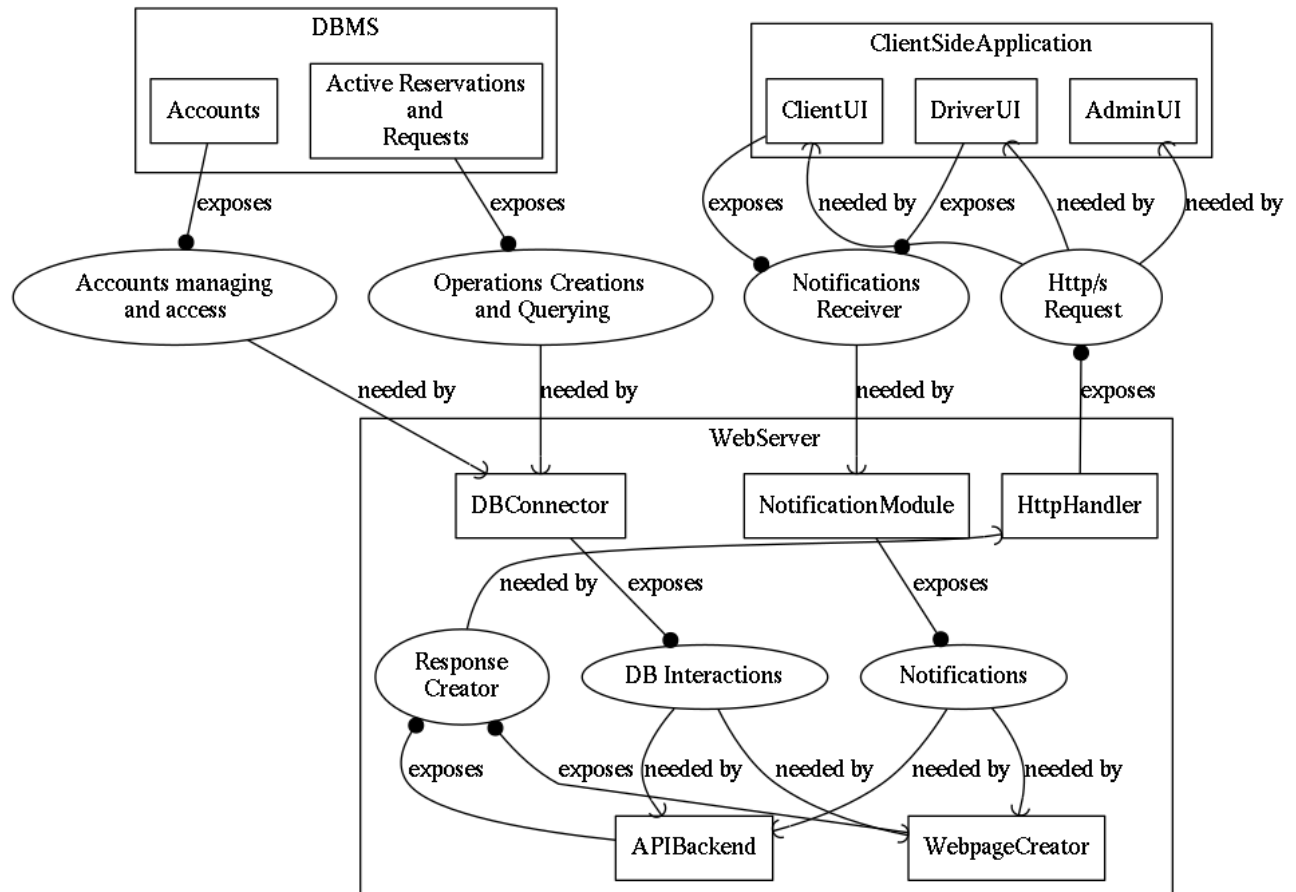 DBMS
ClientSideApplication
Accounts
Active Reservations
and
Requests
ClientUI
DriverUI
AdminUI
exposes
exposes
exposes
needed by
exposes
needed by
needed by
Accounts managing
and access
Operations Creations
and Querying
Notifications
Receiver
Http/s
Request
needed by
needed by
needed by
exposes
WebServer
DBConnector
NotificationModule
HttpHandler
needed by
exposes
exposes
Response
Creator
DB Interactions
Notifications
exposes
exposes
needed by
needed by
needed by
needed by
APIBackend
WebpageCreator